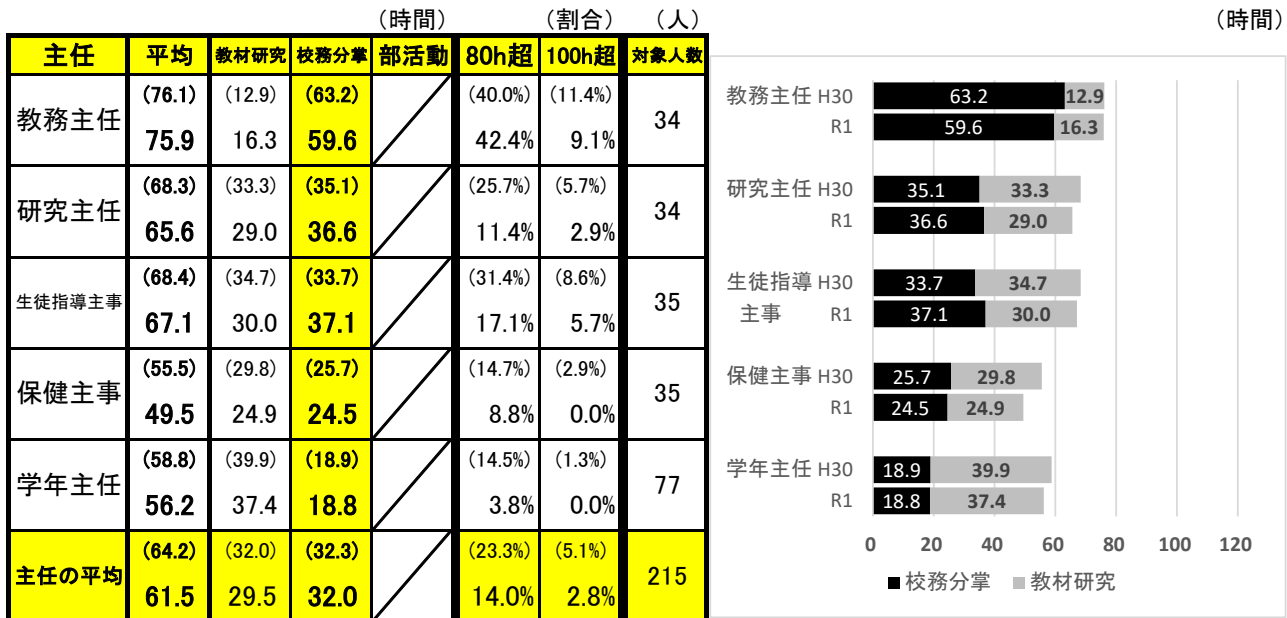 （時間） （割合） （人）
主任 平均 教材研究 校務分掌 部活動 80h超 100h超 対象人数
教務主任 (76.1) (12.9) (63.2) (40.0%) (11.4%) 34
75.9 16.3 59.6 42.4% 9.1%
研究主任 (68.3) (33.3) (35.1) (25.7%) (5.7%) 34
65.6 29.0 36.6 11.4% 2.9%
生徒指導主事 (68.4) (34.7) (33.7) (31.4%) (8.6%) 35
67.1 30.0 37.1 17.1% 5.7%
保健主事 (55.5) (29.8) (25.7) (14.7%) (2.9%) 35
49.5 24.9 24.5 8.8% 0.0%
学年主任 (58.8) (39.9) (18.9) (14.5%) (1.3%) 77
56.2 37.4 18.8 3.8% 0.0%
主任の平均 (64.2) (32.0) (32.3) (23.3%) (5.1%) 215
61.5 29.5 32.0 14.0% 2.8%
（時間）
教務主任 H30 63.2 12.9
R1 59.6 16.3
研究主任 H30 35.1 33.3
R1 36.6 29.0
生徒指導 H30 33.7 34.7
主事 R1 37.1 30.0
保健主事 H30 25.7 29.8
R1 24.5 24.9
学年主任 H30 18.9 39.9
R1 18.8 37.4
0 20 40 60 80 100 120
■校務分掌 ■教材研究